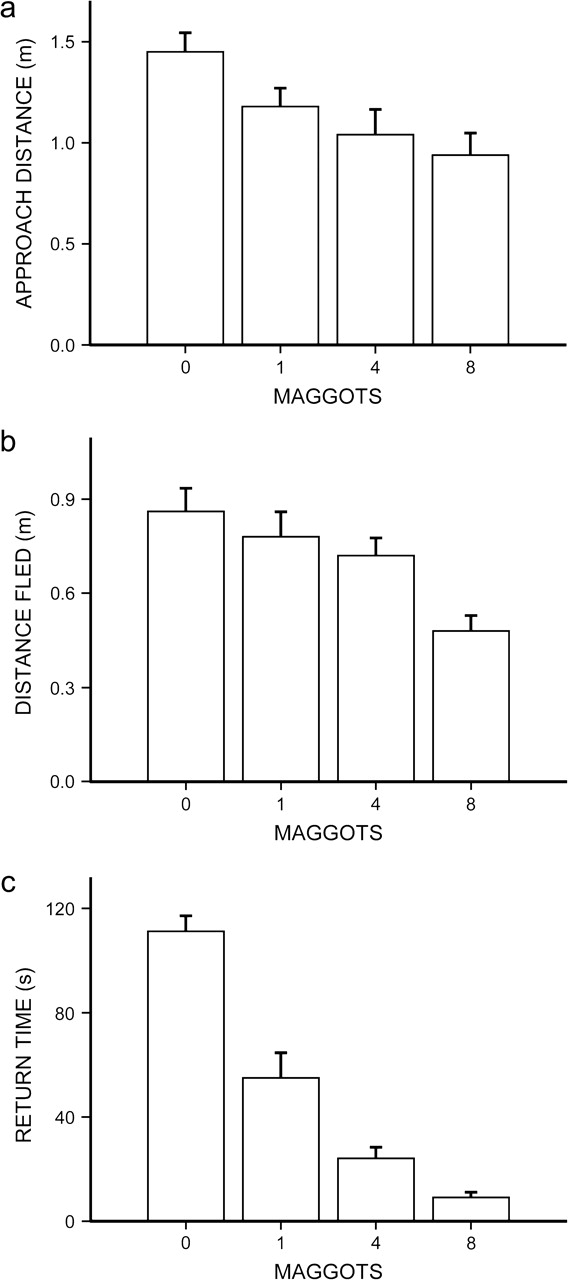 a
APPROACH DISTANCE (m)
1.5
1.0
0.5
0.0
0 1 4 8
MAGGOTS
b
DISTANCE FLED (m)
0.9
0.6
0.3
0.0
0 1 4 8
MAGGOTS
c
RETURN TIME (s)
120
80
40
0
0 1 4 8
MAGGOTS